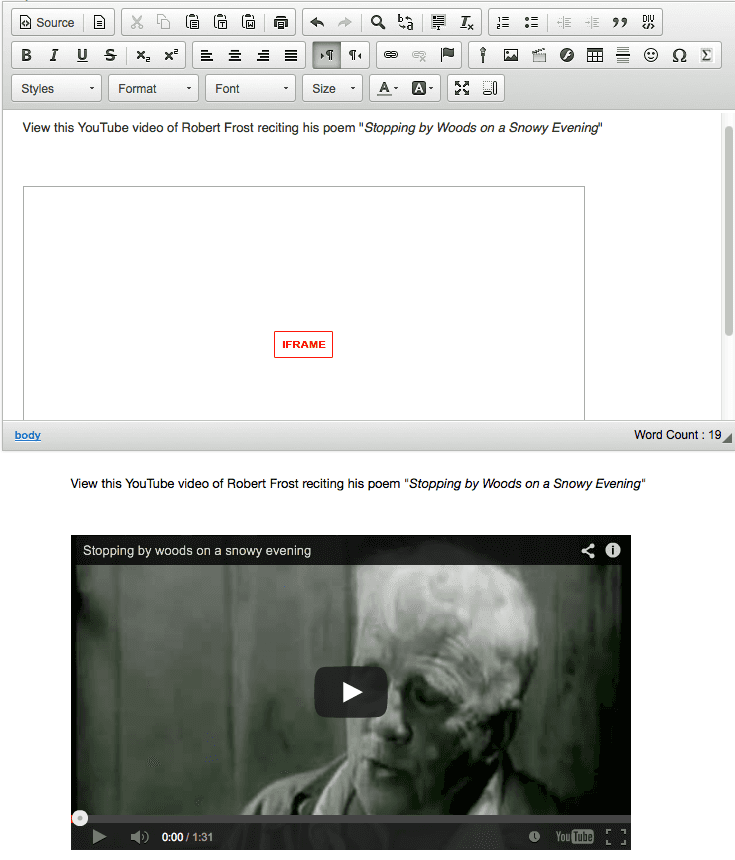 Source
B I U S x₂ x²
Styles Format Font Size A A
View this YouTube video of Robert Frost reciting his poem "Stopping by Woods on a Snowy Evening"
IFRAME
body Word Count : 19
View this YouTube video of Robert Frost reciting his poem "Stopping by Woods on a Snowy Evening"
Stopping by woods on a snowy evening
0:00 / 1:31 YouTube